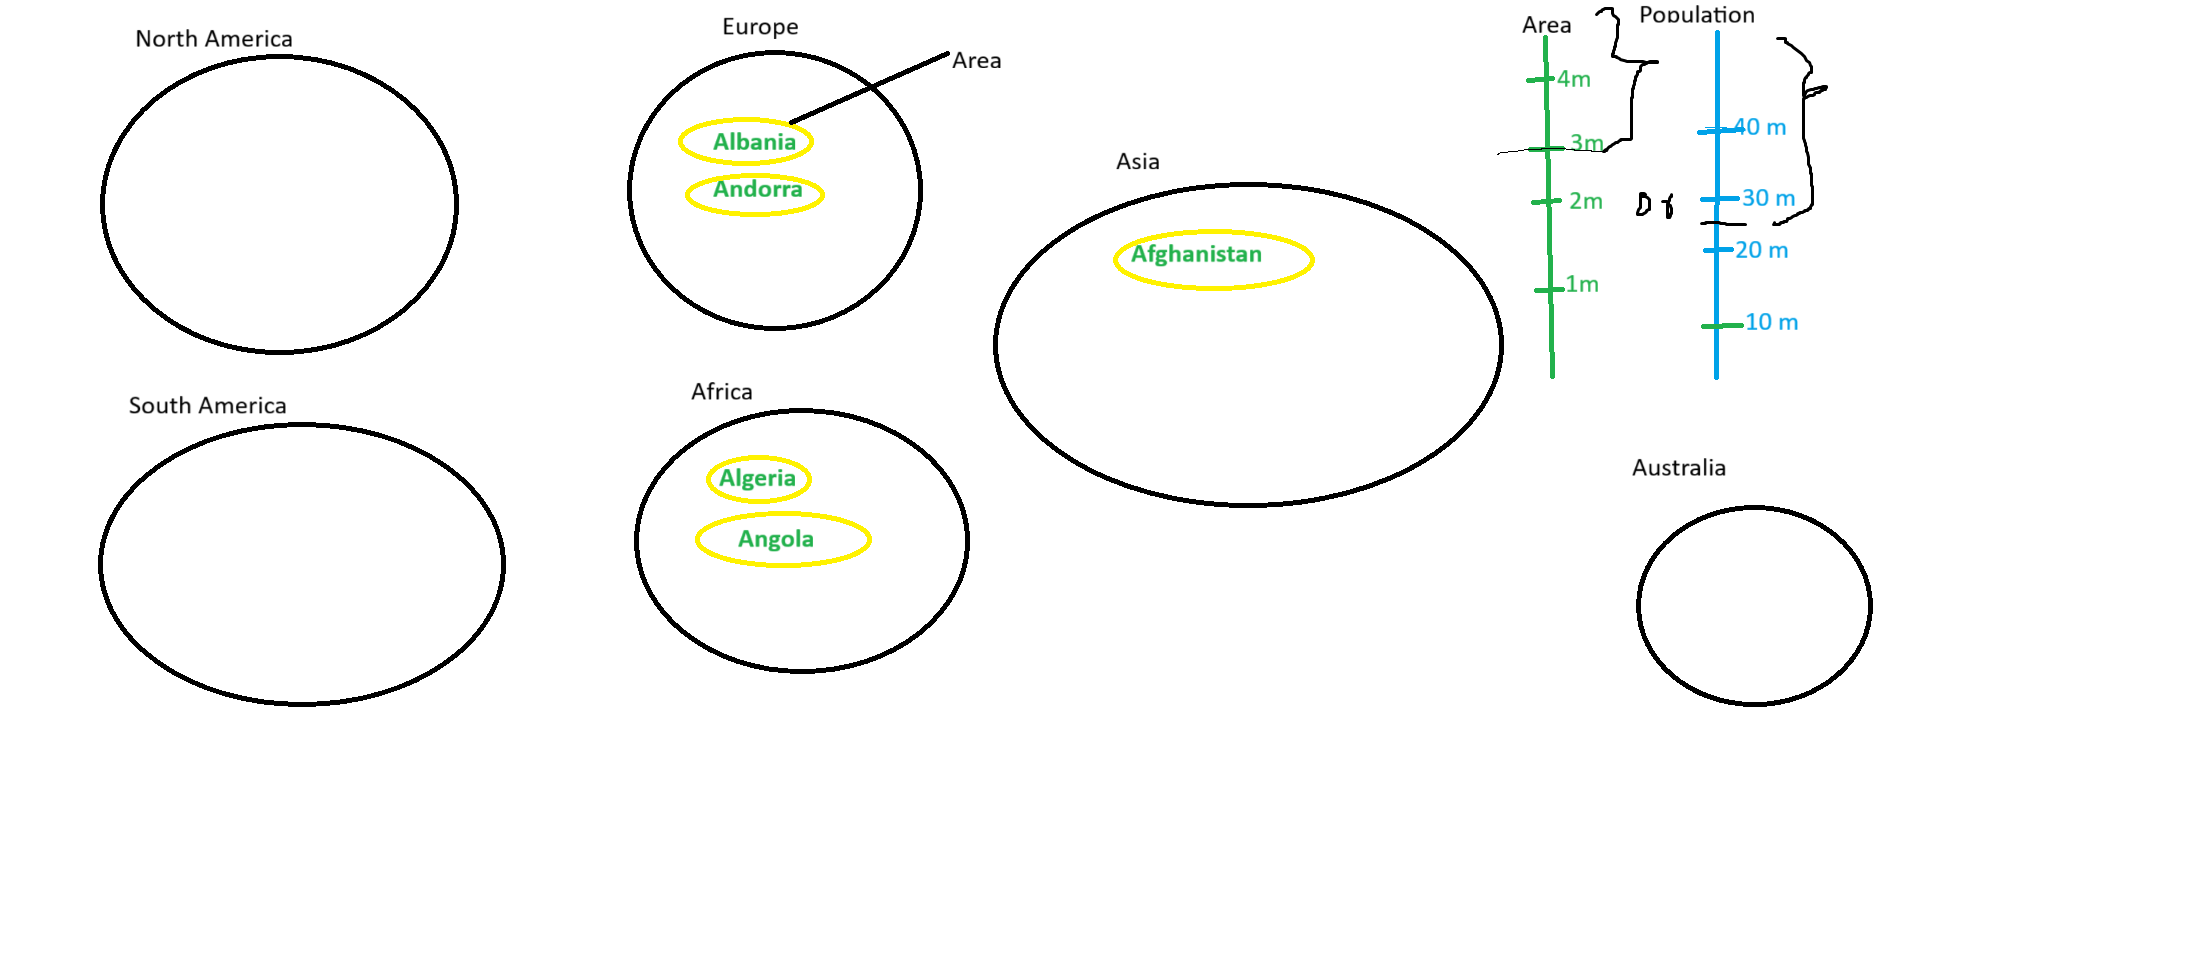 North America
Europe
Area
Albania
Andorra
Asia
Afghanistan
Area
4m
3m
2m
1m
Population
40 m
30 m
20 m
10 m
Or
South America
Africa
Algeria
Angola
Australia